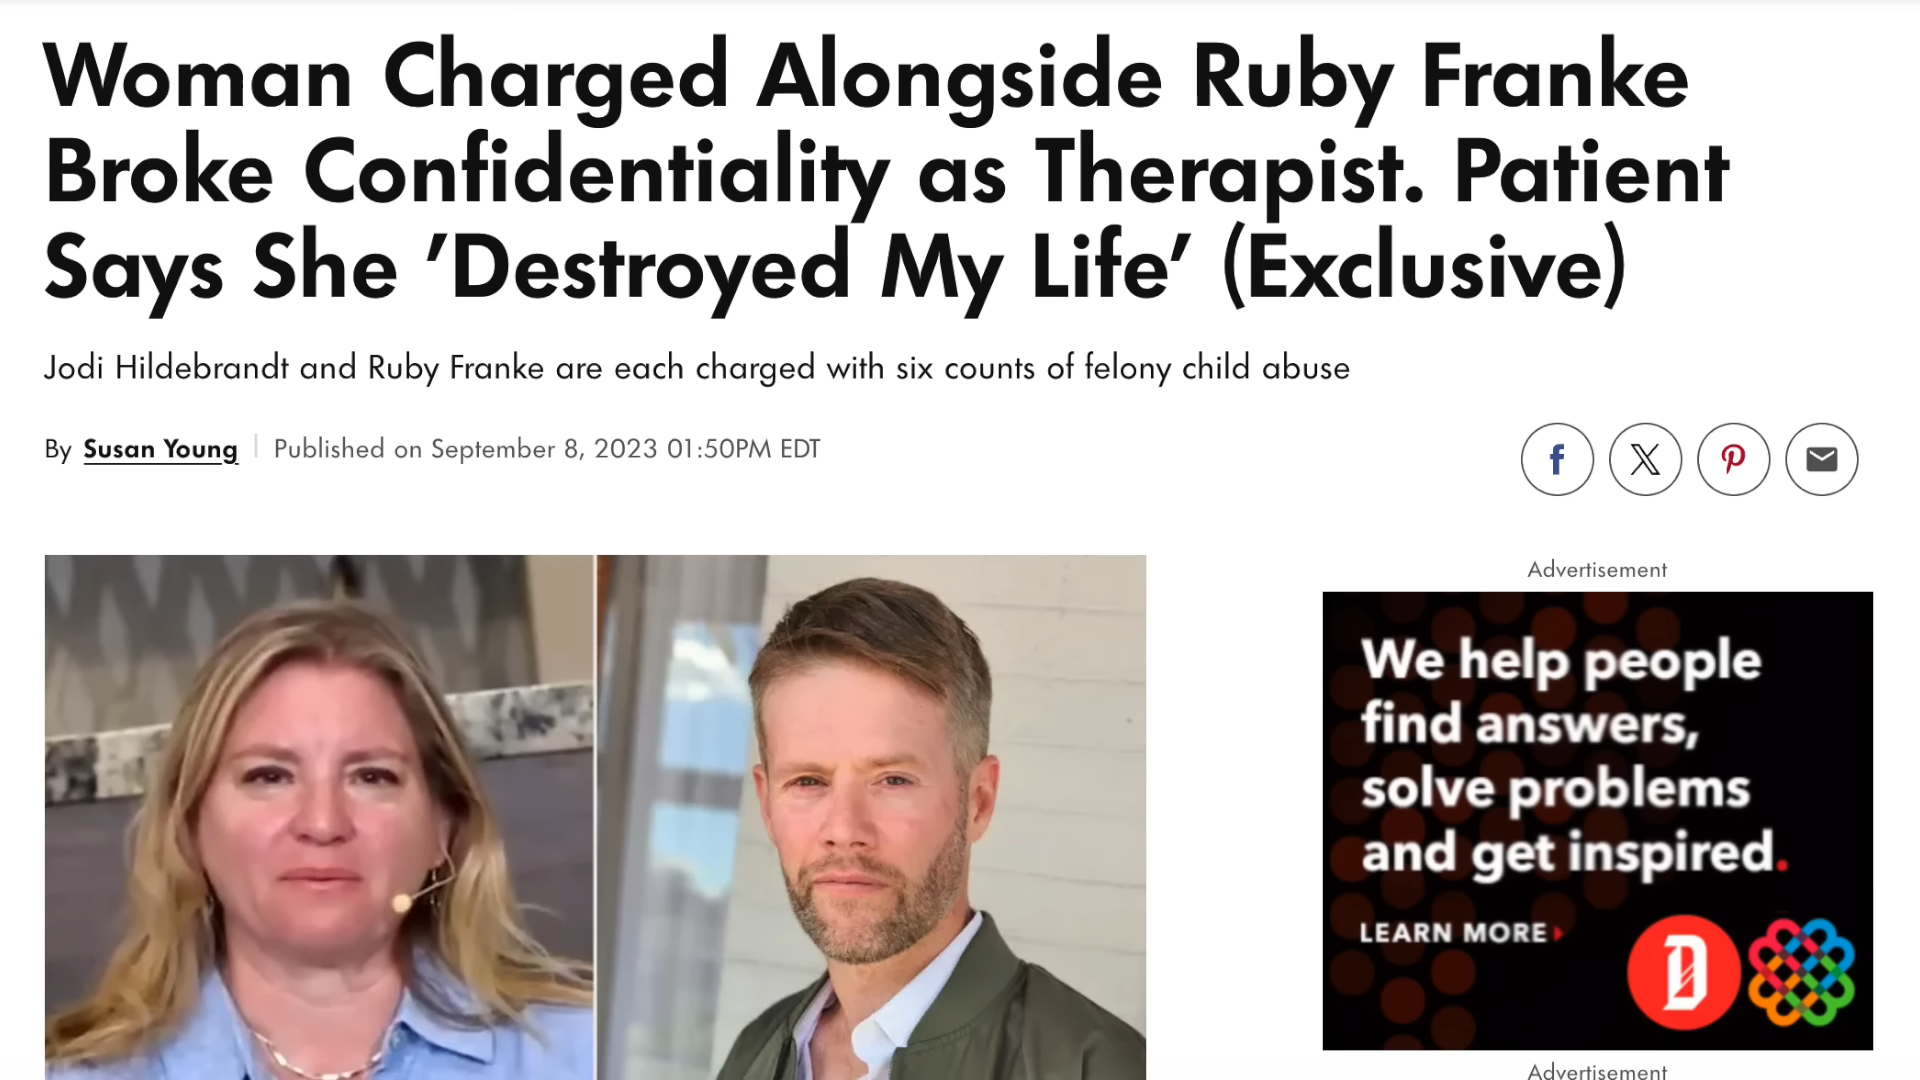 Woman Charged Alongside Ruby Franke
Broke Confidentiality as Therapist. Patient
Says She ’Destroyed My Life’ (Exclusive)
Jodi Hildebrandt and Ruby Franke are each charged with six counts of felony child abuse
By Susan Young Published on September 8, 2023 01:50PM EDT
Advertisement
We help people
find answers,
solve problems
and get inspired.
LEARN MORE
D
Advertisement